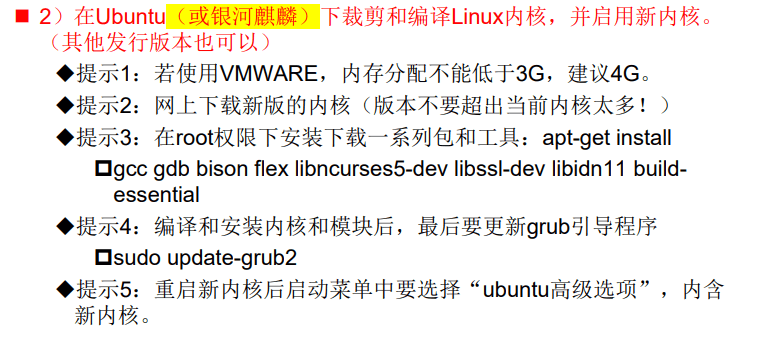 ■ 2）在Ubuntu（或银河麒麟）下裁剪和编译Linux内核，并启用新内核。
（其他发行版本也可以）
◆提示1：若使用VMWARE，内存分配不能低于3G，建议4G。
◆提示2：网上下载新版的内核（版本不要超出当前内核太多！）
◆提示3：在root权限下安装下载一系列包和工具：apt-get install
❑gcc gdb bison flex libncurses5-dev libssl-dev libidn11 build-
essential
◆提示4：编译和安装内核和模块后，最后要更新grub引导程序
❑sudo update-grub2
◆提示5：重启新内核后启动菜单中要选择“ubuntu高级选项”，内含
新内核。